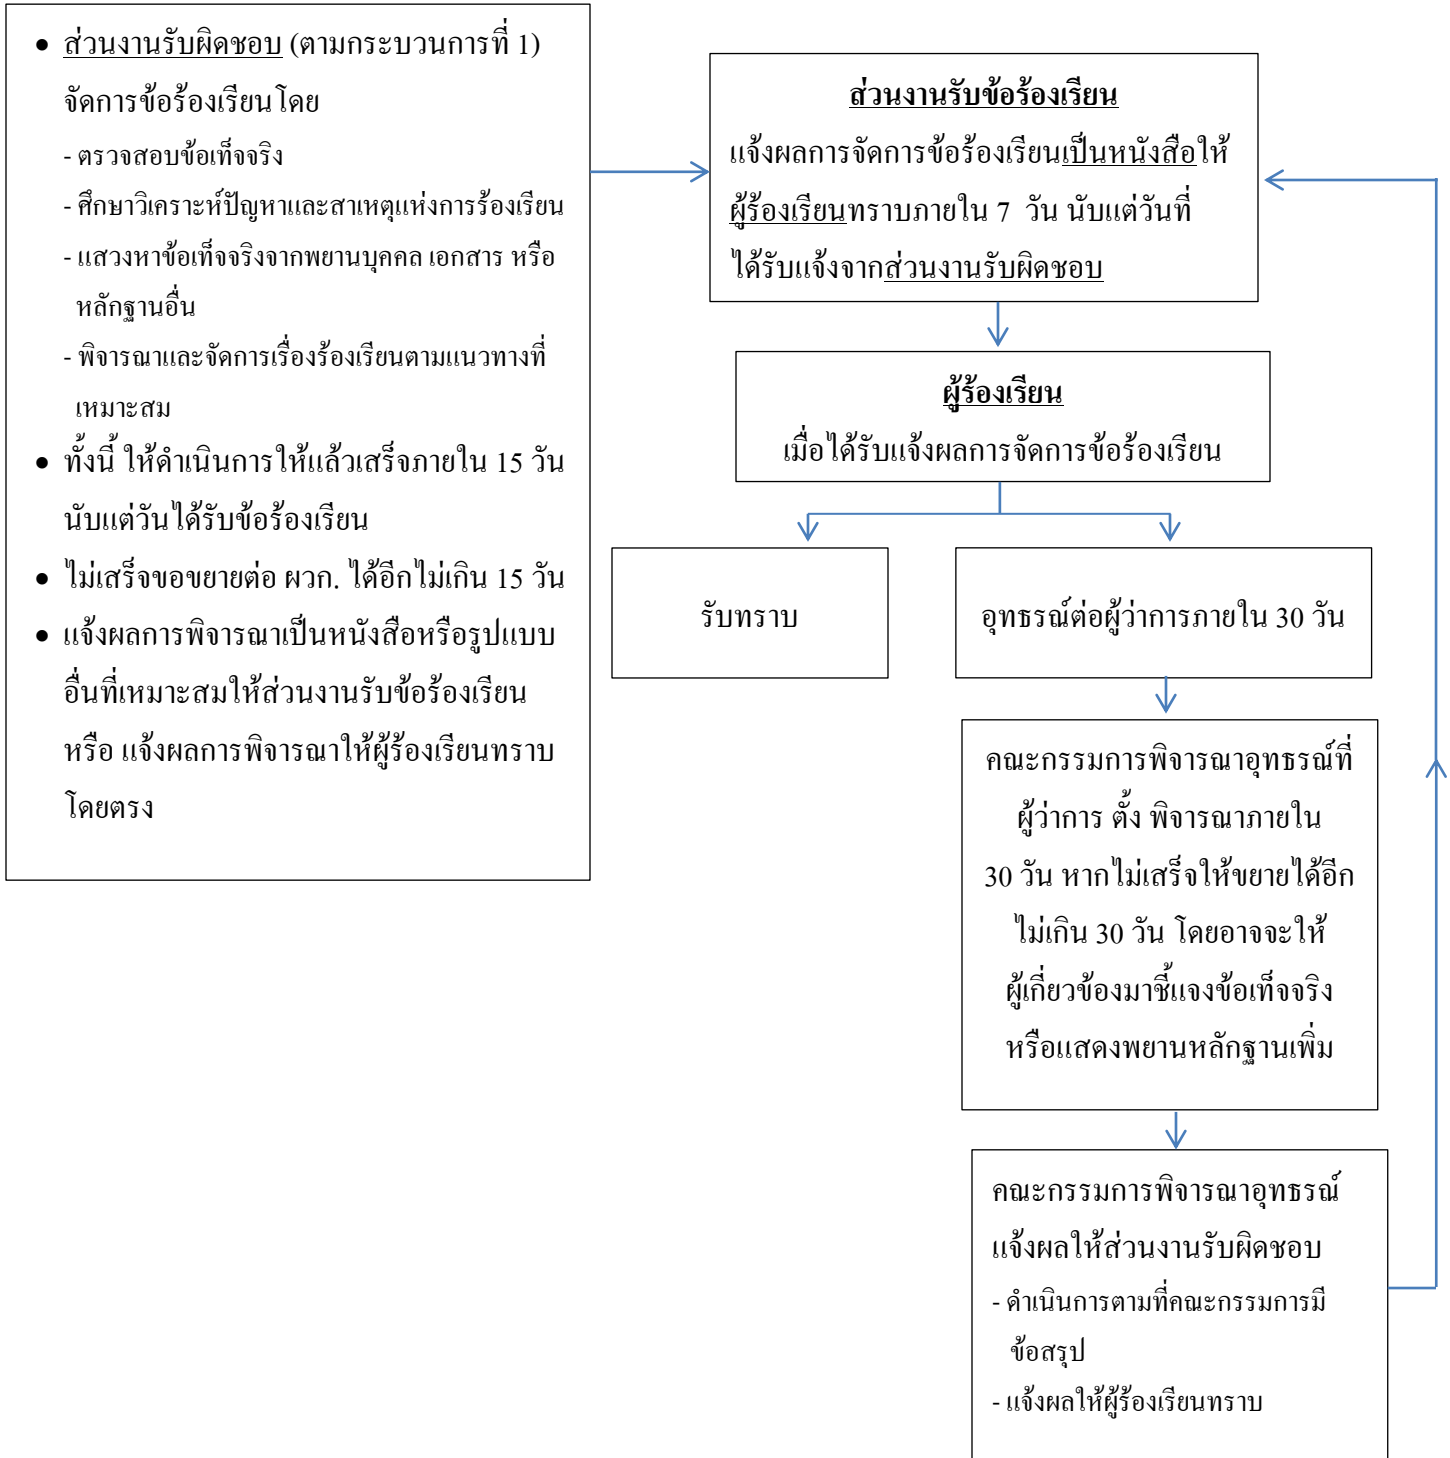 • ส่วนงานรับผิดชอบ (ตามกระบวนการที่ 1)
จัดการข้อร้องเรียนโดย
- ตรวจสอบข้อเท็จจริง
- ศึกษาวิเคราะห์ปัญหาและสาเหตุแห่งการร้องเรียน
- แสวงหาข้อเท็จจริงจากพยานบุคคล เอกสาร หรือ
หลักฐานอื่น
- พิจารณาและจัดการเรื่องร้องเรียนตามแนวทางที่
เหมาะสม
• ทั้งนี้ ให้ดำเนินการให้แล้วเสร็จภายใน 15 วัน
นับแต่วันได้รับข้อร้องเรียน
• ไม่เสร็จขอขยายต่อ ผวก. ได้อีกไม่เกิน 15 วัน
• แจ้งผลการพิจารณาเป็นหนังสือหรือรูปแบบ
อื่นที่เหมาะสมให้ส่วนงานรับข้อร้องเรียน
หรือ แจ้งผลการพิจารณาให้ผู้ร้องเรียนทราบ
โดยตรง
ส่วนงานรับข้อร้องเรียน
แจ้งผลการจัดการข้อร้องเรียนเป็นหนังสือให้
ผู้ร้องเรียนทราบภายใน 7 วัน นับแต่วันที่
ได้รับแจ้งจากส่วนงานรับผิดชอบ
ผู้ร้องเรียน
เมื่อได้รับแจ้งผลการจัดการข้อร้องเรียน
รับทราบ
อุทธรณ์ต่อผู้ว่าการภายใน 30 วัน
คณะกรรมการพิจารณาอุทธรณ์ที่
ผู้ว่าการ ตั้ง พิจารณาภายใน
30 วัน หากไม่เสร็จให้ขยายได้อีก
ไม่เกิน 30 วัน โดยอาจจะให้
ผู้เกี่ยวข้องมาชี้แจงข้อเท็จจริง
หรือแสดงพยานหลักฐานเพิ่ม
คณะกรรมการพิจารณาอุทธรณ์
แจ้งผลให้ส่วนงานรับผิดชอบ
- ดำเนินการตามที่คณะกรรมการมี
ข้อสรุป
- แจ้งผลให้ผู้ร้องเรียนทราบ